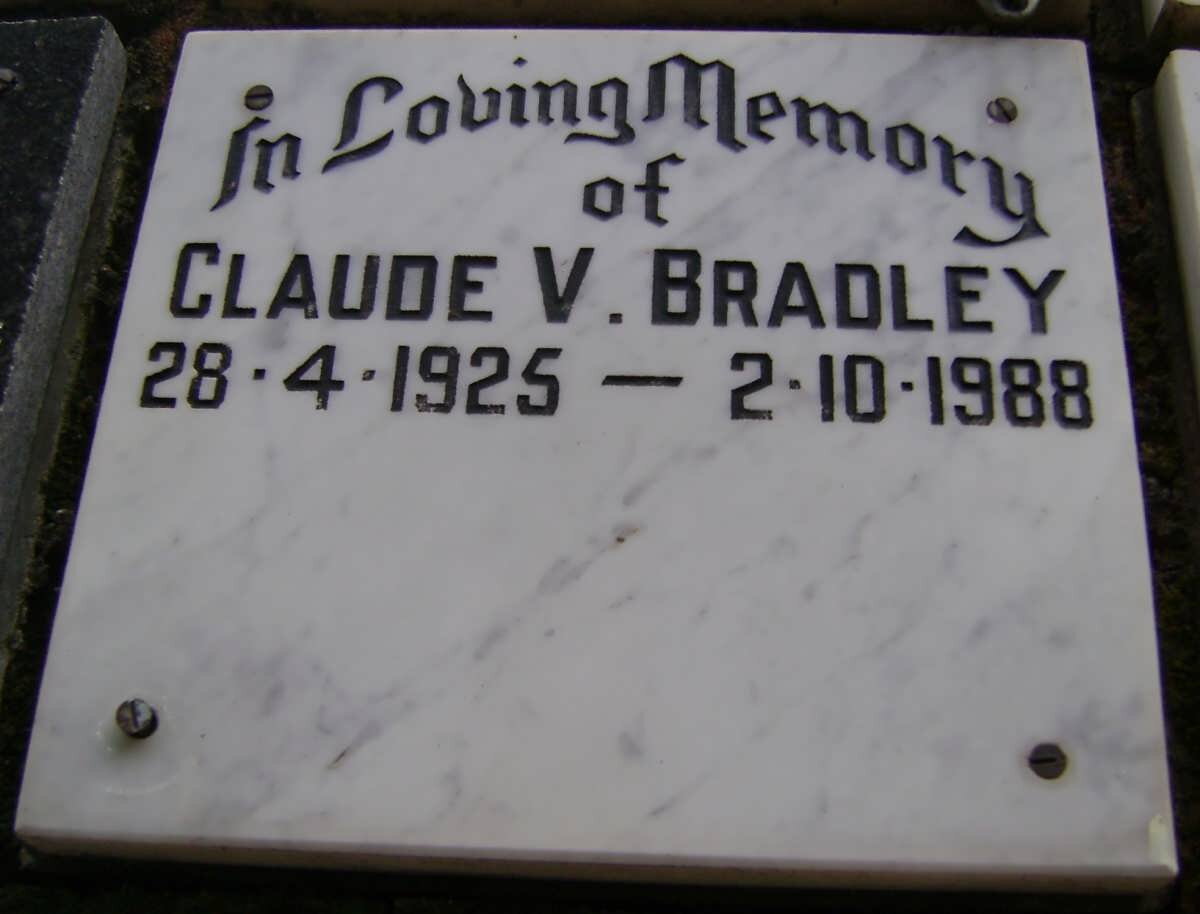 In Loving Memory
of
CLAUDE V. BRADLEY
28·4·1925 — 2·10·1988